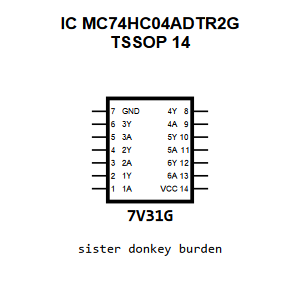 IC MC74HC04ADTR2G
TSSOP 14
7 GND 4Y 8
6 3Y 4A 9
5 3A 5Y 10
4 2Y 5A 11
3 2A 6Y 12
2 1Y 6A 13
1 1A VCC 14
7V31G
sister donkey burden